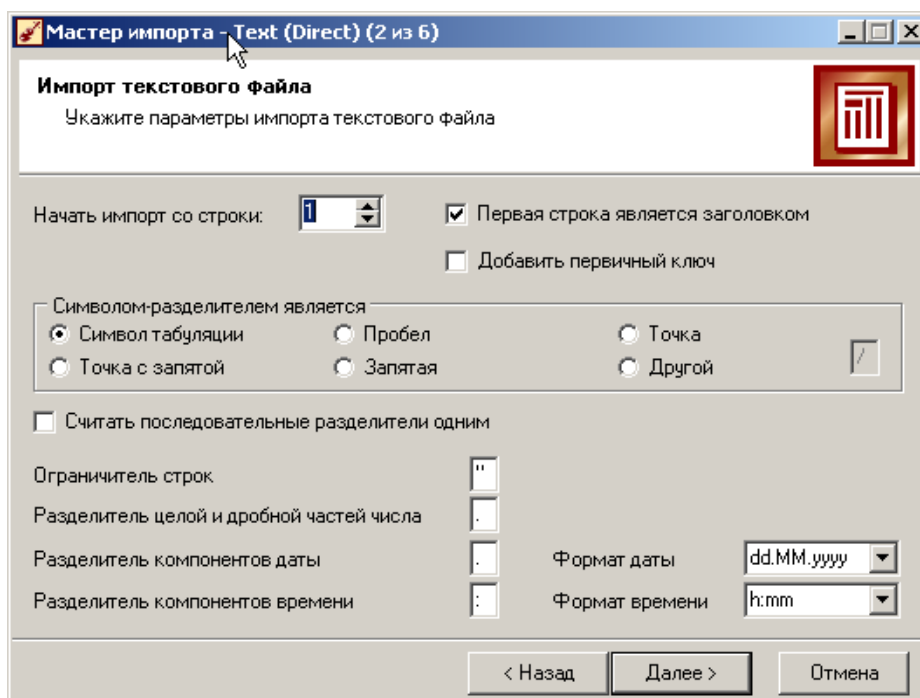 Мастер импорта - Text (Direct) (2 из 6)
Импорт текстового файла
Укажите параметры импорта текстового файла
Начать импорт со строки: 1 Первая строка является заголовком
Добавить первичный ключ
Символом-разделителем является
Символ табуляции Пробел Точка
Точка с запятой Запятая Другой /
Считать последовательные разделители одним
Ограничитель строк "
Разделитель целой и дробной частей числа .
Разделитель компонентов даты . Формат даты dd.MM.yyyy
Разделитель компонентов времени : Формат времени h:mm
< Назад Далее > Отмена